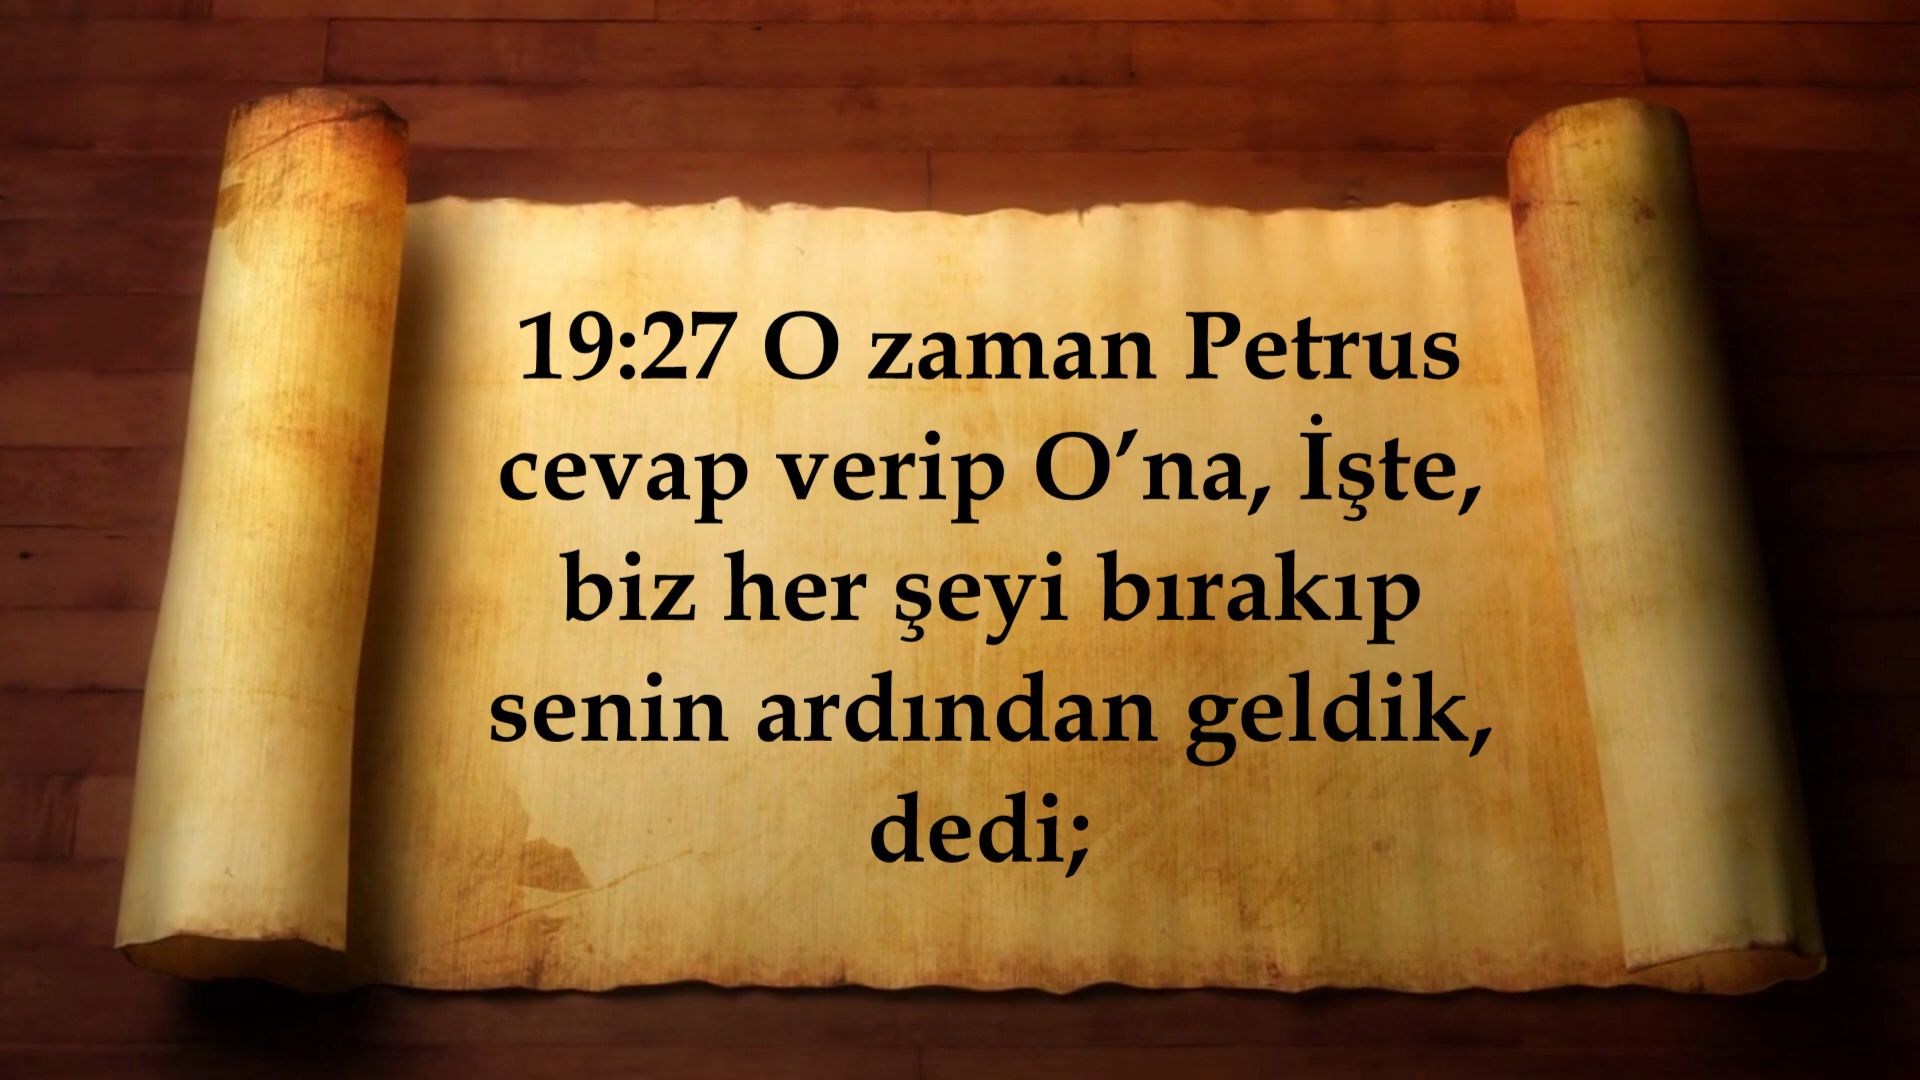 19:27 O zaman Petrus
cevap verip O’na, İşte,
biz her şeyi bırakıp
senin ardından geldik,
dedi;